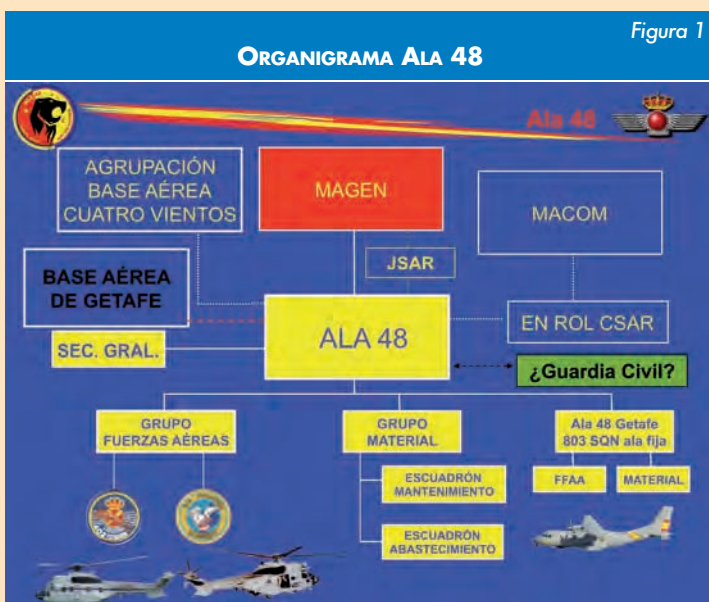 Figura 1
ORGANIGRAMA ALA 48
Ala 48
AGRUPACIÓN
BASE AÉREA
CUATRO VIENTOS
MAGEN
MACOM
JSAR
BASE AÉREA
DE GETAFE
ALA 48
EN ROL CSAR
SEC. GRAL.
¿Guardia Civil?
GRUPO
FUERZAS AÉREAS
GRUPO
MATERIAL
Ala 48 Getafe
803 SQN ala fija
ESCUADRÓN
MANTENIMIENTO
FFAA
MATERIAL
ESCUADRÓN
ABASTECIMIENTO